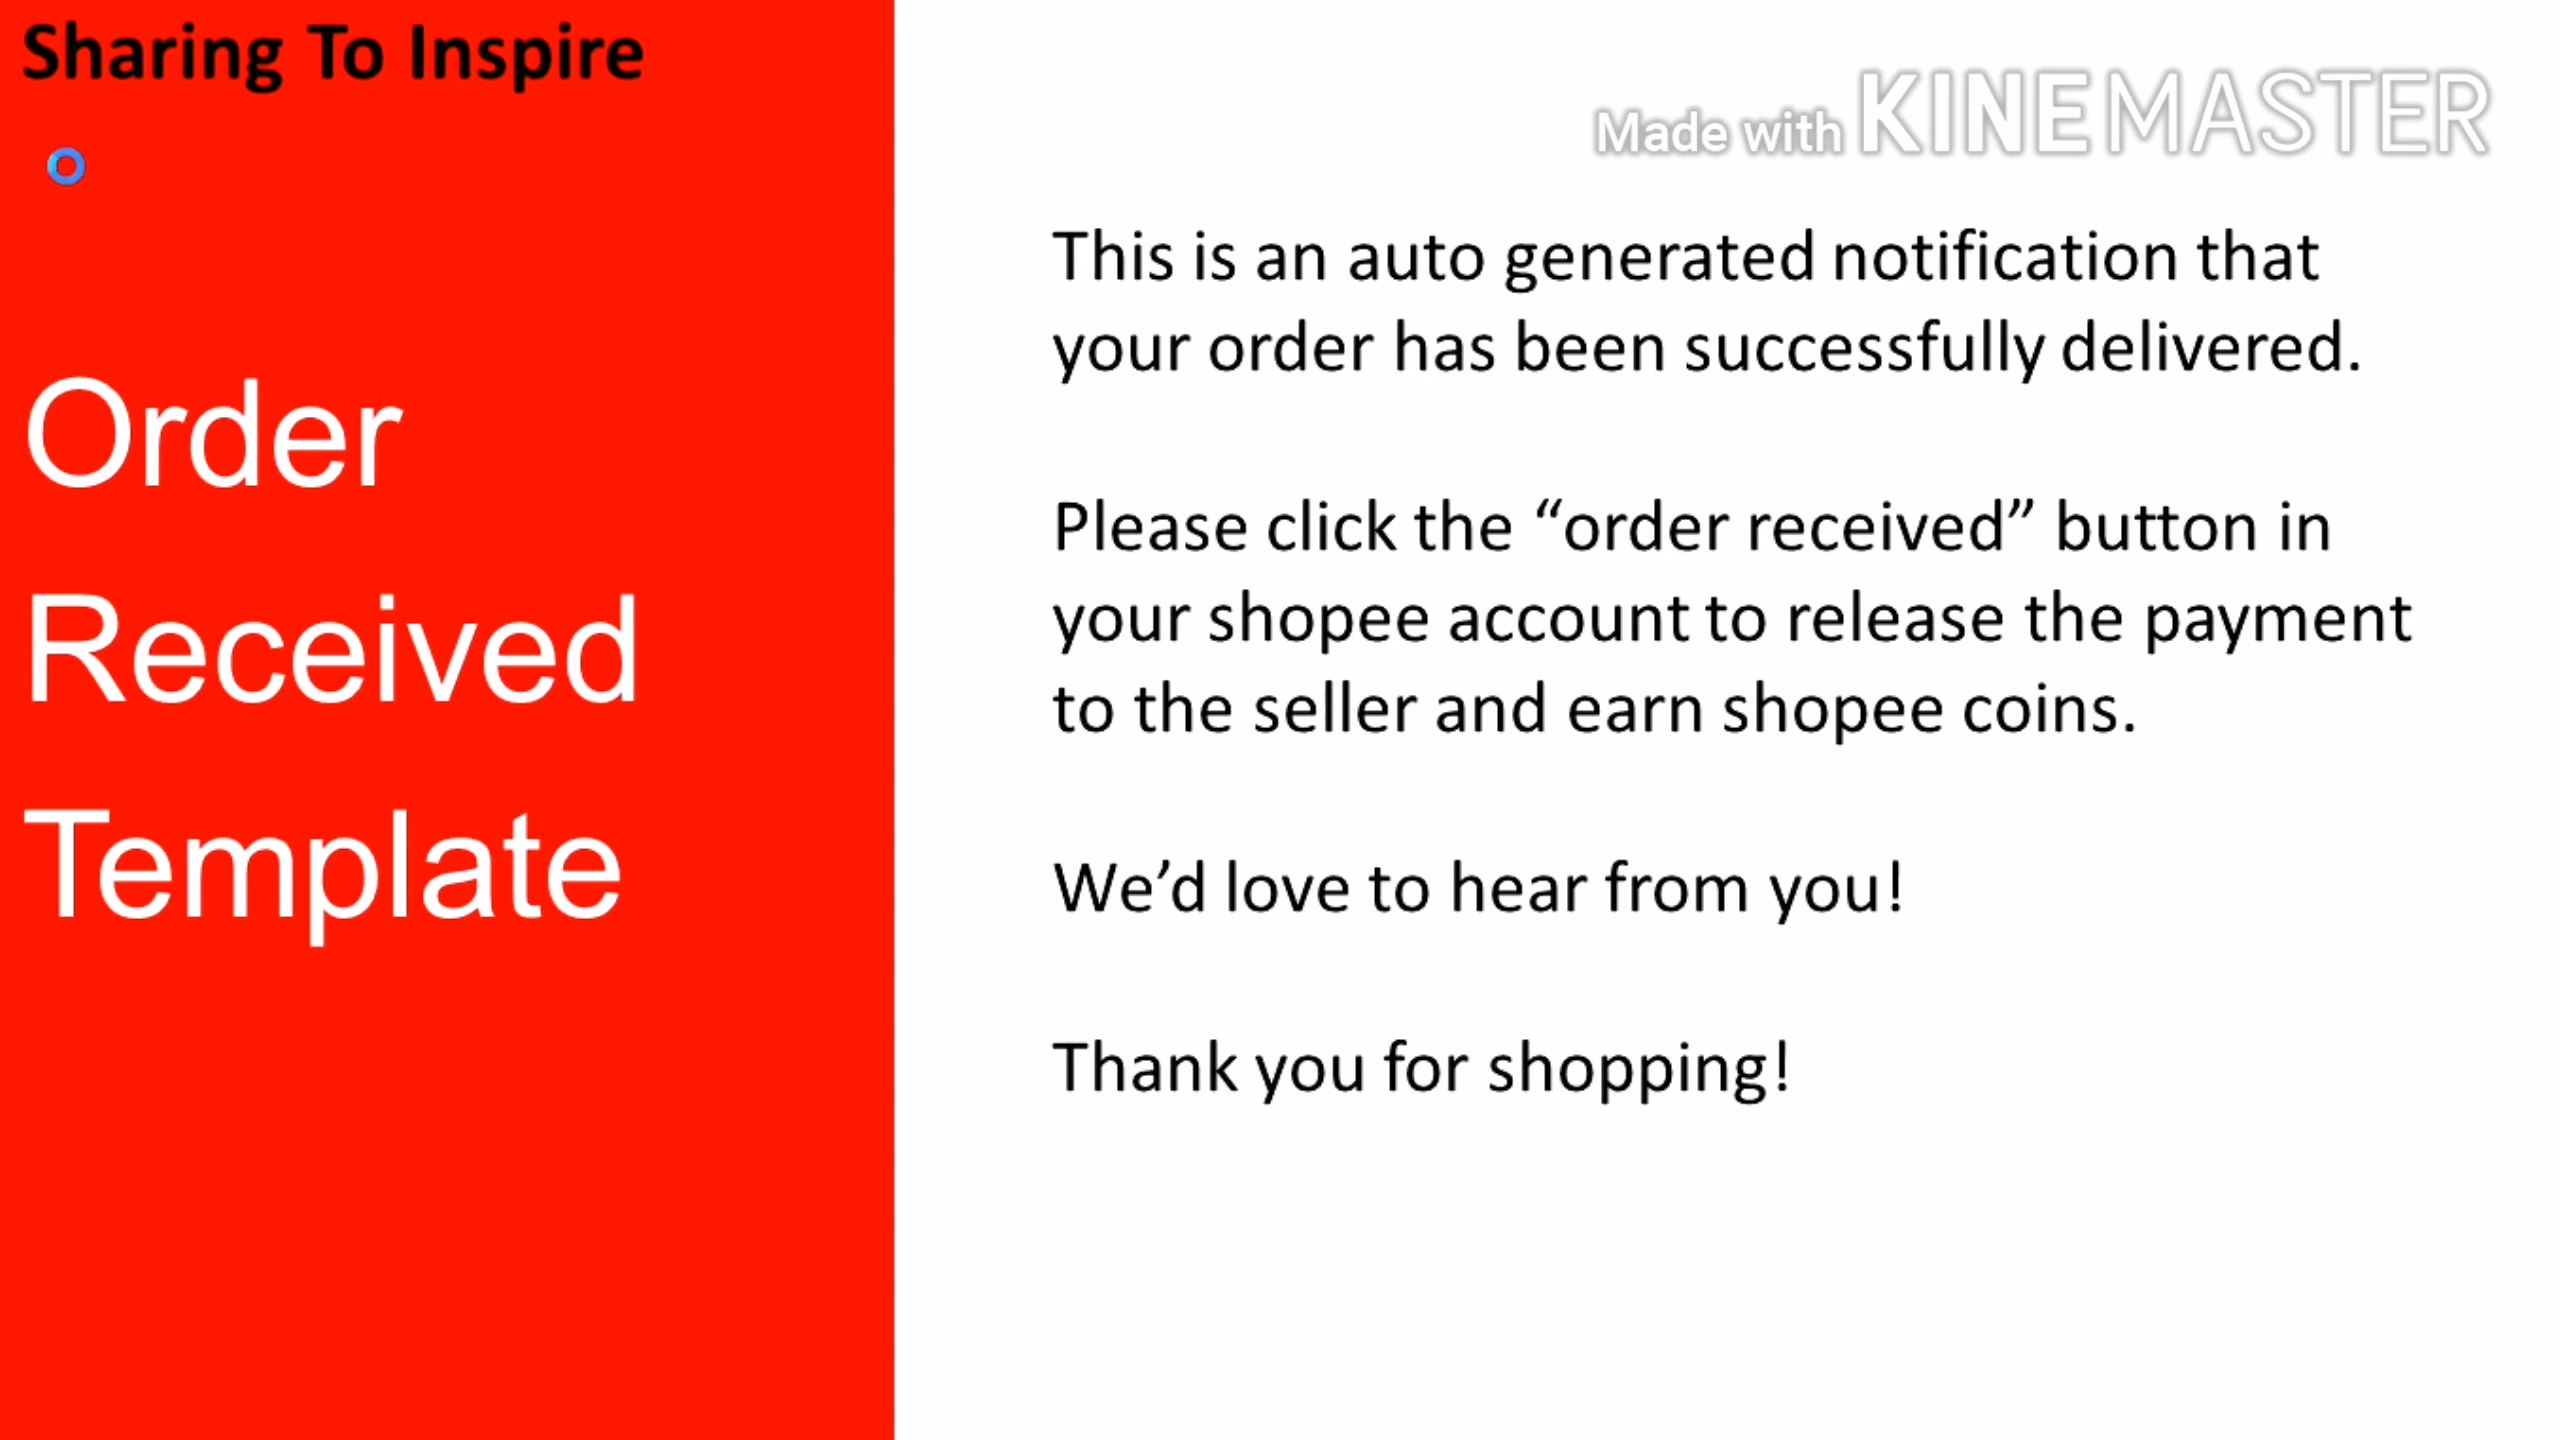 Sharing To Inspire
Made with KINEMASTER
Order
Received
Template
This is an auto generated notification that
your order has been successfully delivered.
Please click the “order received” button in
your shopee account to release the payment
to the seller and earn shopee coins.
We’d love to hear from you!
Thank you for shopping!